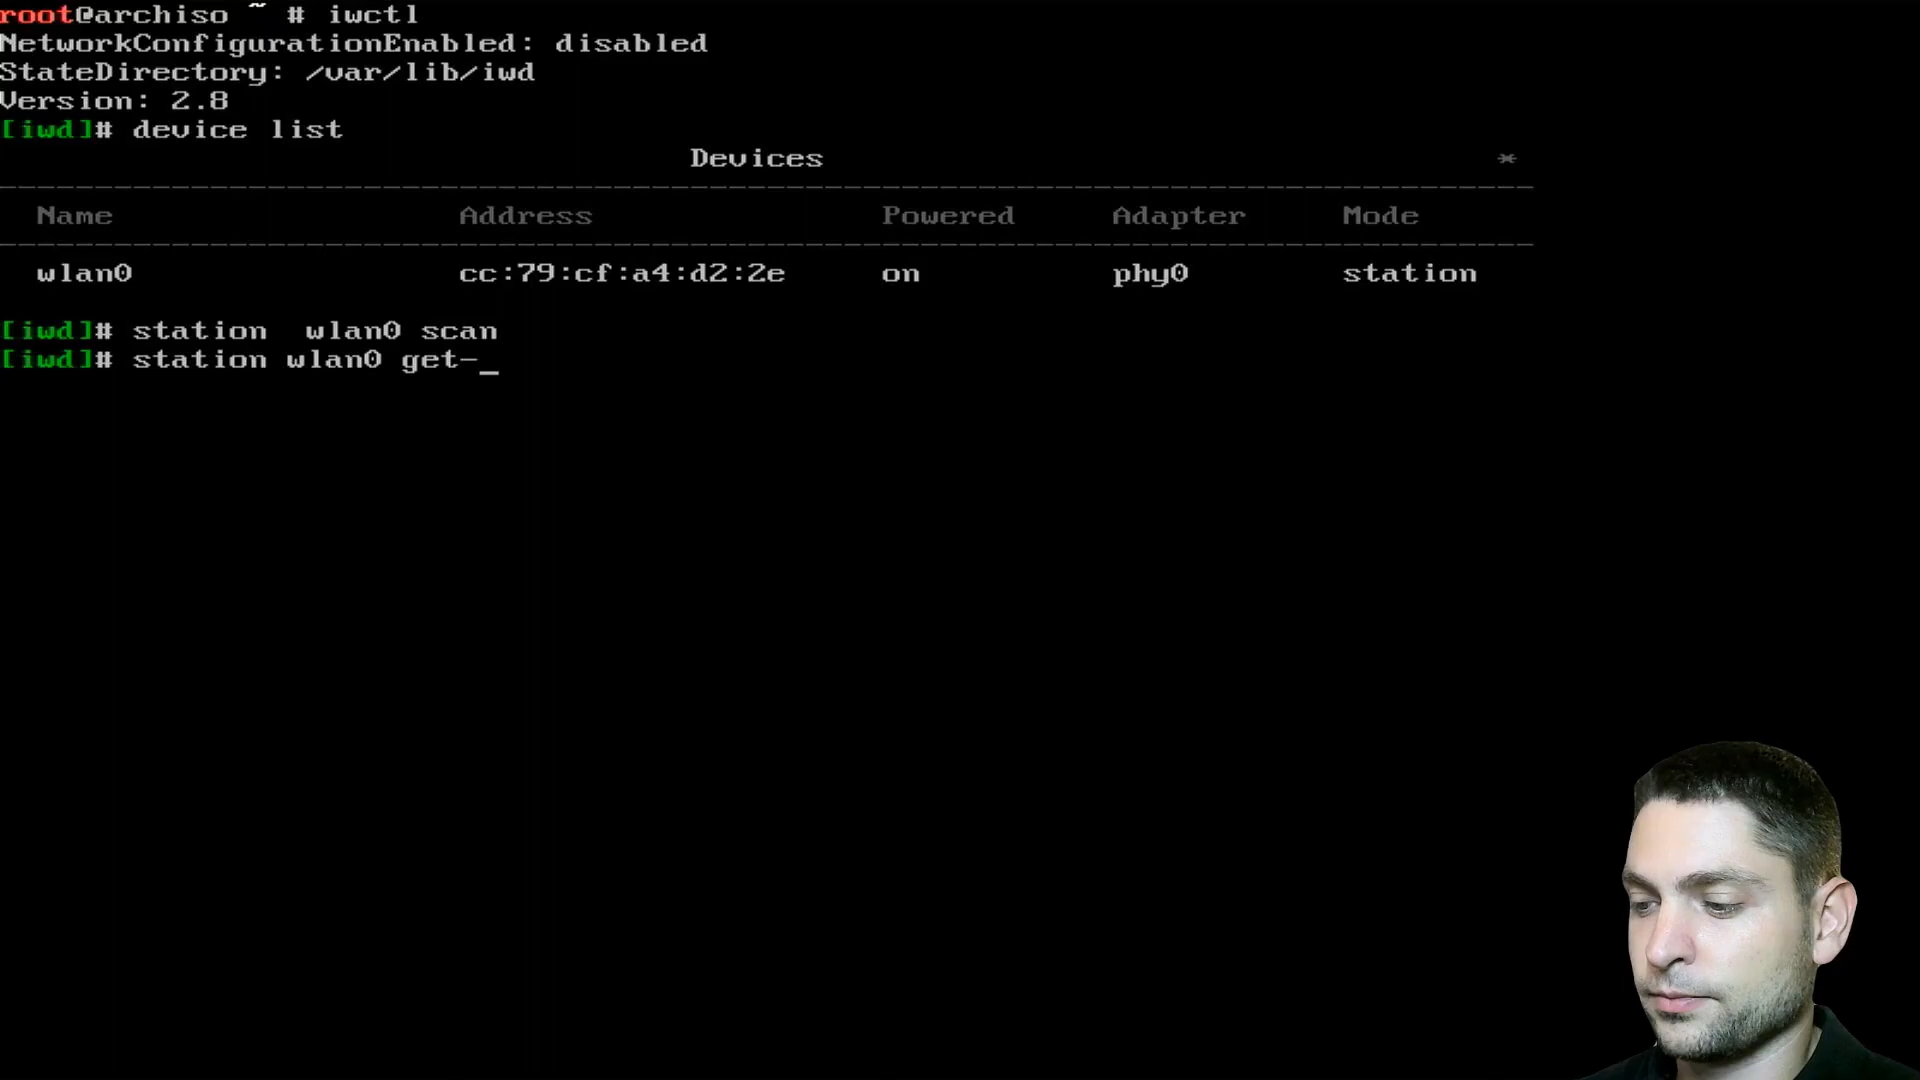 root@archiso ~ # iwctl
NetworkConfigurationEnabled: disabled
StateDirectory: /var/lib/iwd
Version: 2.8
[iwd]# device list
Devices *
Name Address Powered Adapter Mode
wlan0 cc:79:cf:a4:d2:2e on phy0 station
[iwd]# station  wlan0 scan
[iwd]# station wlan0 get-_